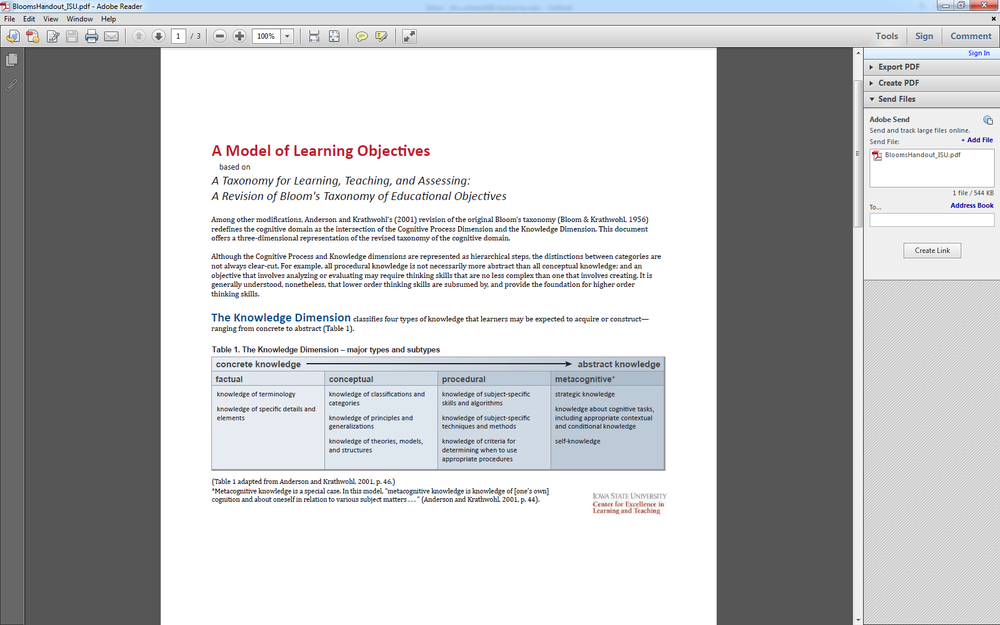 BloomsHandout_ISU.pdf - Adobe Reader
File Edit View Window Help
1 / 3 100% Tools Sign Comment
Sign In
Export PDF
Create PDF
Send Files
Adobe Send
Send and track large files online.
Send File: + Add File
BloomsHandout_ISU.pdf
1 file / 544 KB
To... Address Book
Create Link
A Model of Learning Objectives
based on
A Taxonomy for Learning, Teaching, and Assessing:
A Revision of Bloom's Taxonomy of Educational Objectives
Among other modifications, Anderson and Krathwohl's (2001) revision of the original Bloom's taxonomy (Bloom & Krathwohl, 1956)
redefines the cognitive domain as the intersection of the Cognitive Process Dimension and the Knowledge Dimension. This document
offers a three-dimensional representation of the revised taxonomy of the cognitive domain.
Although the Cognitive Process and Knowledge dimensions are represented as hierarchical steps, the distinctions between categories are
not always clear-cut. For example, all procedural knowledge is not necessarily more abstract than all conceptual knowledge; and an
objective that involves analyzing or evaluating may require thinking skills that are no less complex than one that involves creating. It is
generally understood, nonetheless, that lower order thinking skills are subsumed by, and provide the foundation for higher order
thinking skills.
The Knowledge Dimension classifies four types of knowledge that learners may be expected to acquire or construct—
ranging from concrete to abstract (Table 1).
Table 1. The Knowledge Dimension – major types and subtypes
concrete knowledge abstract knowledge
factual
knowledge of terminology
knowledge of specific details and
elements
conceptual
knowledge of classifications and
categories
knowledge of principles and
generalizations
knowledge of theories, models,
and structures
procedural
knowledge of subject-specific
skills and algorithms
knowledge of subject-specific
techniques and methods
knowledge of criteria for
determining when to use
appropriate procedures
metacognitive*
strategic knowledge
knowledge about cognitive tasks,
including appropriate contextual
and conditional knowledge
self-knowledge
(Table 1 adapted from Anderson and Krathwohl, 2001, p. 46.)
*Metacognitive knowledge is a special case. In this model, “metacognitive knowledge is knowledge of [one's own]
cognition and about oneself in relation to various subject matters . . . ” (Anderson and Krathwohl, 2001, p. 44).
IOWA STATE UNIVERSITY
Center for Excellence in
Learning and Teaching